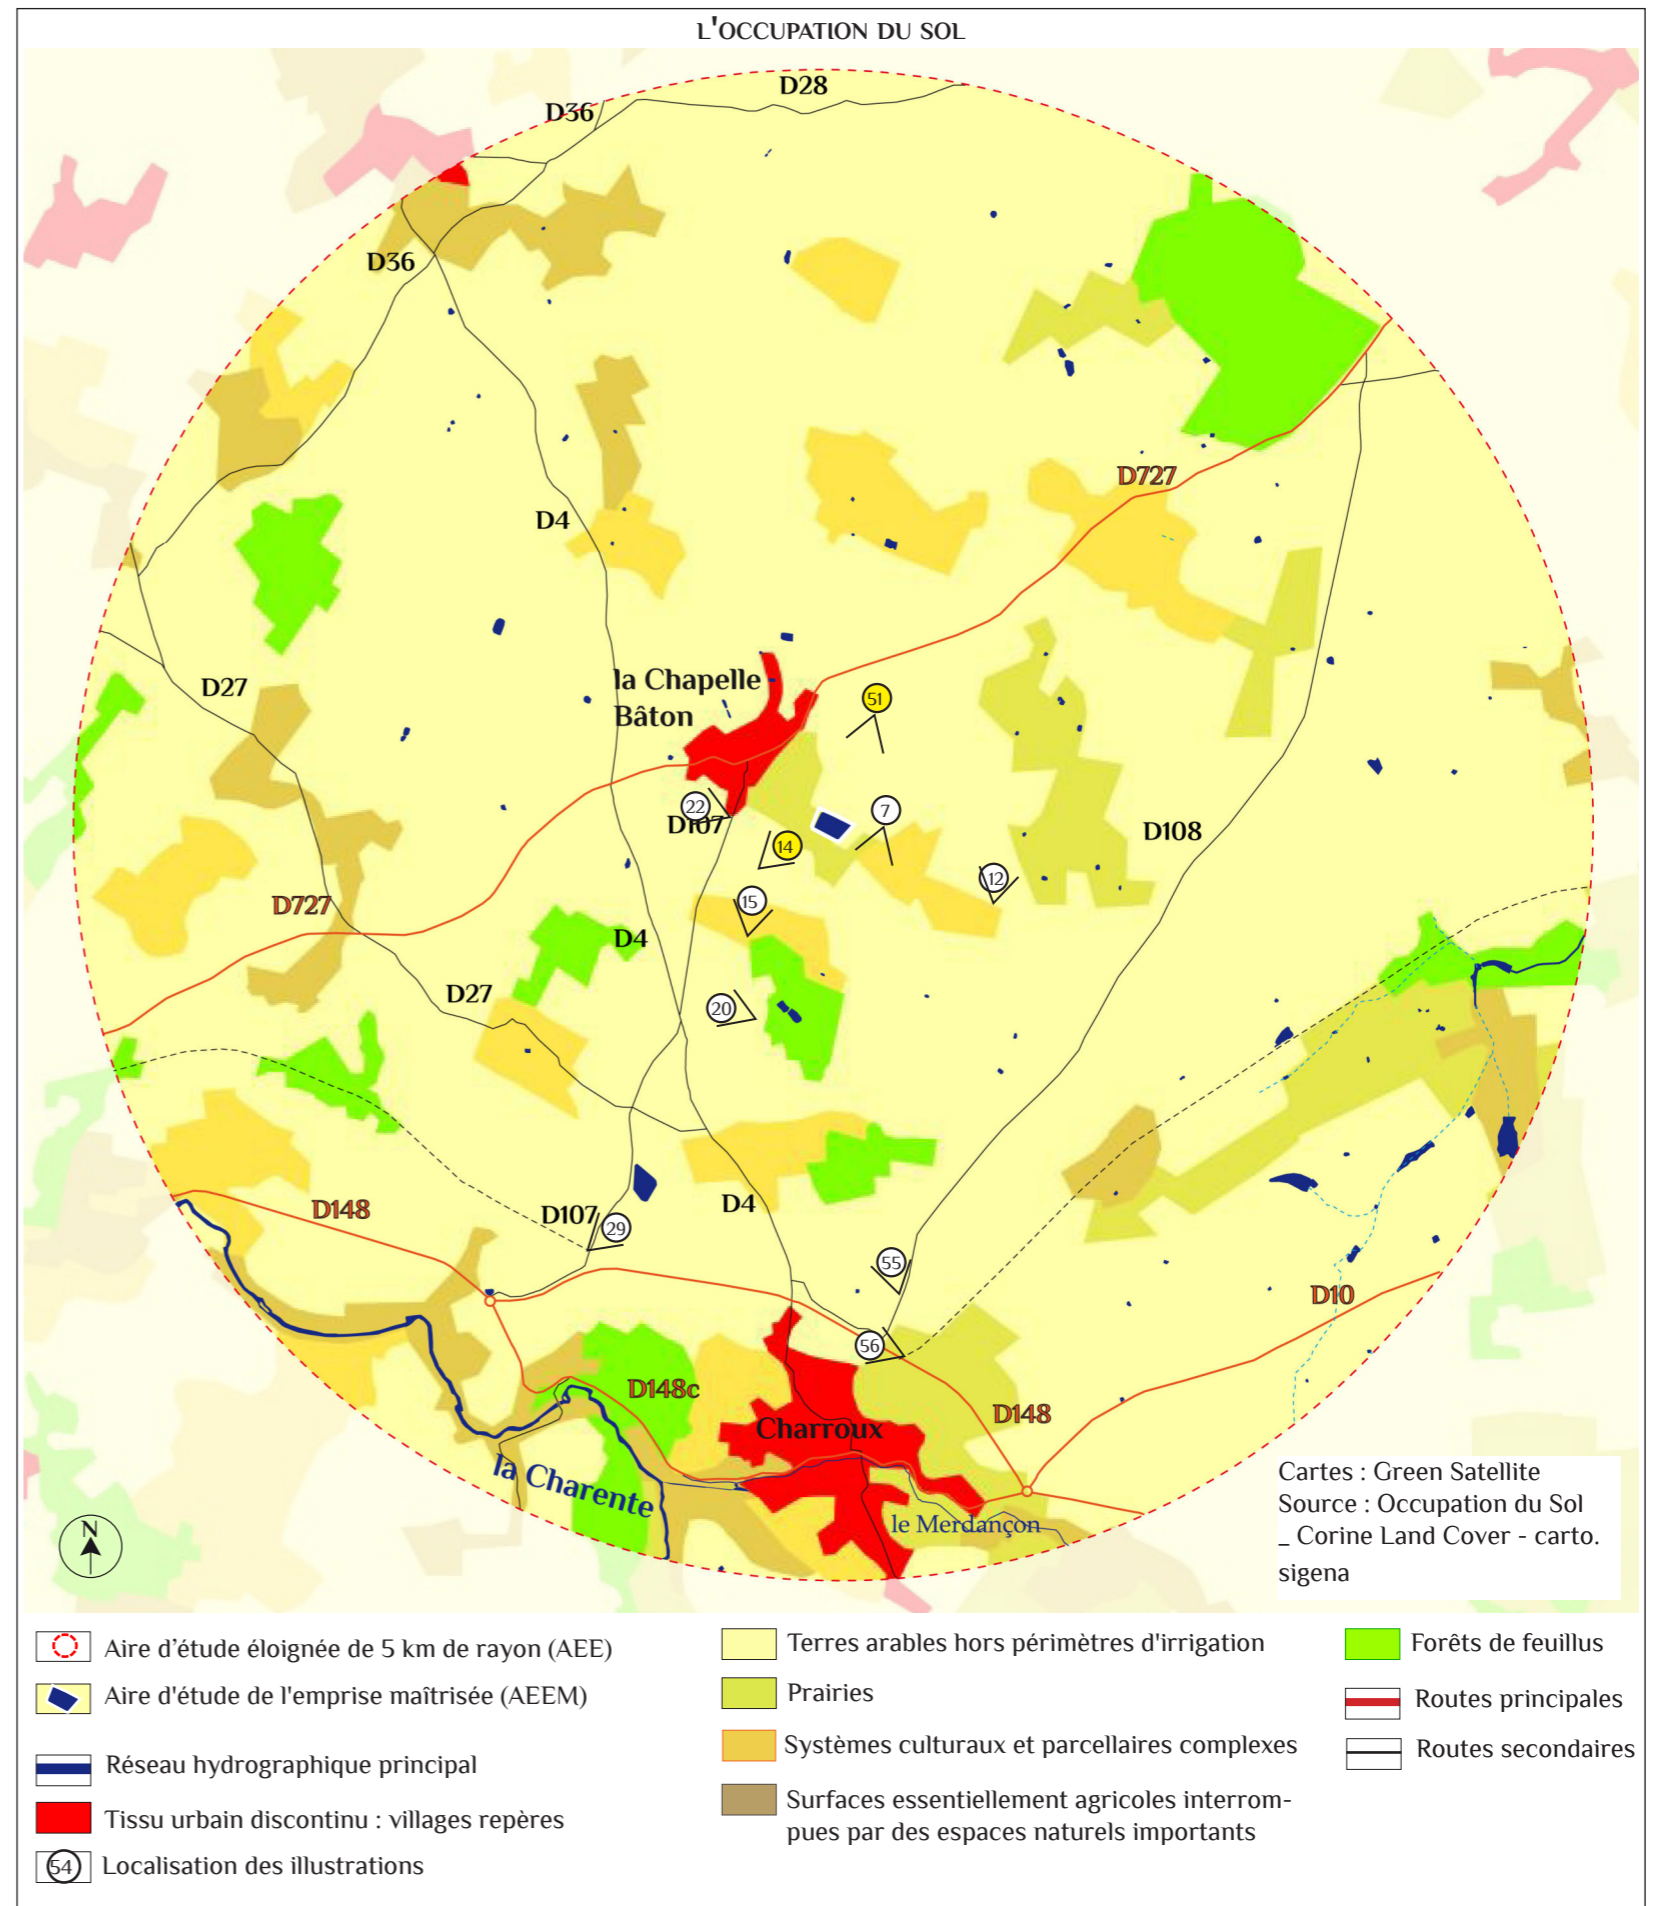 L'OCCUPATION DU SOL
D28
D36
D36
D727
D4
la Chapelle
Bâton
51
D27
22
D107
7
14
D108
12
15
D727
D4
D27
20
D148
D107
29
D4
55
D10
56
D148c
D148
Charroux
la Charente
le Merdançon
N
Cartes : Green Satellite
Source : Occupation du Sol
_ Corine Land Cover - carto.
sigena
Aire d’étude éloignée de 5 km de rayon (AEE)
Aire d'étude de l'emprise maîtrisée (AEEM)
Réseau hydrographique principal
Tissu urbain discontinu : villages repères
54 Localisation des illustrations
Terres arables hors périmètres d'irrigation
Prairies
Systèmes culturaux et parcellaires complexes
Surfaces essentiellement agricoles interrom-
pues par des espaces naturels importants
Forêts de feuillus
Routes principales
Routes secondaires